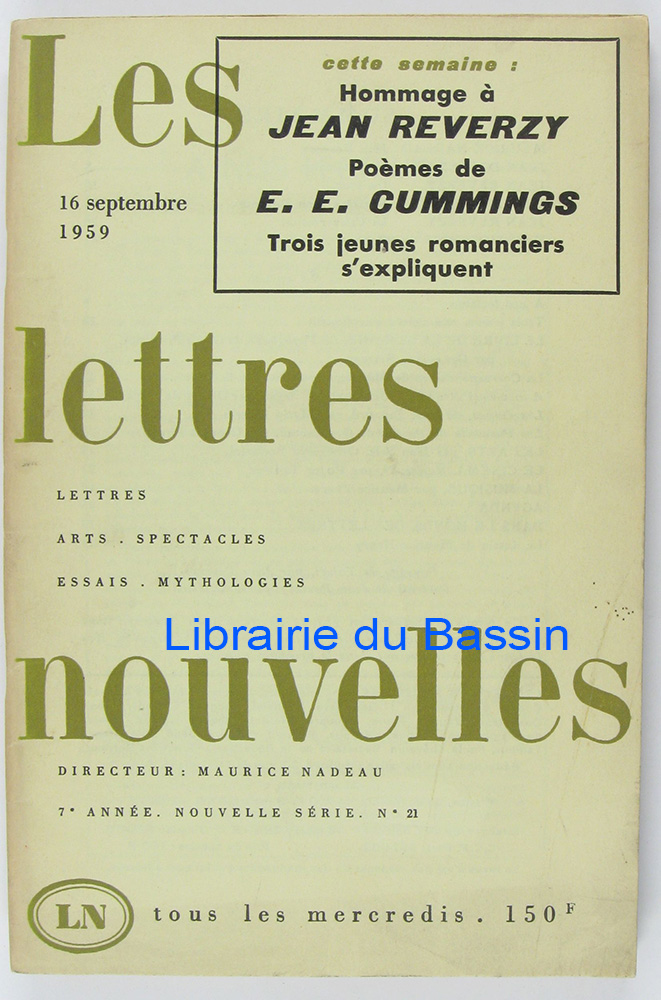 Les
cette semaine :
Hommage à
JEAN REVERZY
Poèmes de
E. E. CUMMINGS
Trois jeunes romanciers
s'expliquent
16 septembre
1959
lettres
LETTRES
ARTS . SPECTACLES
ESSAIS . MYTHOLOGIES
Librairie du Bassin
nouvelles
DIRECTEUR : MAURICE NADEAU
7e ANNÉE. NOUVELLE SÉRIE. N° 21
LN
tous les mercredis . 150 F